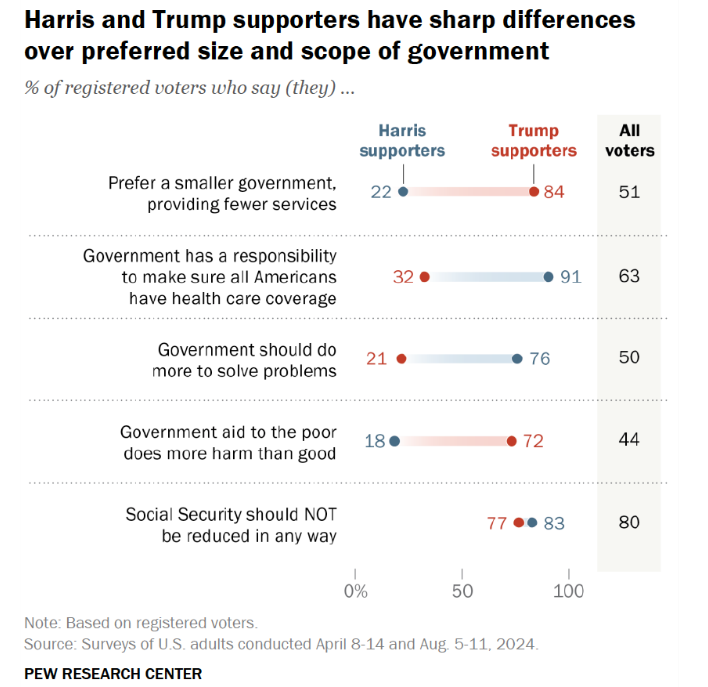 Harris and Trump supporters have sharp differences
over preferred size and scope of government
% of registered voters who say (they) ...
Harris supporters Trump supporters All voters
Prefer a smaller government,
providing fewer services
22 84 51
Government has a responsibility
to make sure all Americans
have health care coverage
32 91 63
Government should do
more to solve problems
21 76 50
Government aid to the poor
does more harm than good
18 72 44
Social Security should NOT
be reduced in any way
77 83 80
0% 50 100
Note: Based on registered voters.
Source: Surveys of U.S. adults conducted April 8-14 and Aug. 5-11, 2024.
PEW RESEARCH CENTER